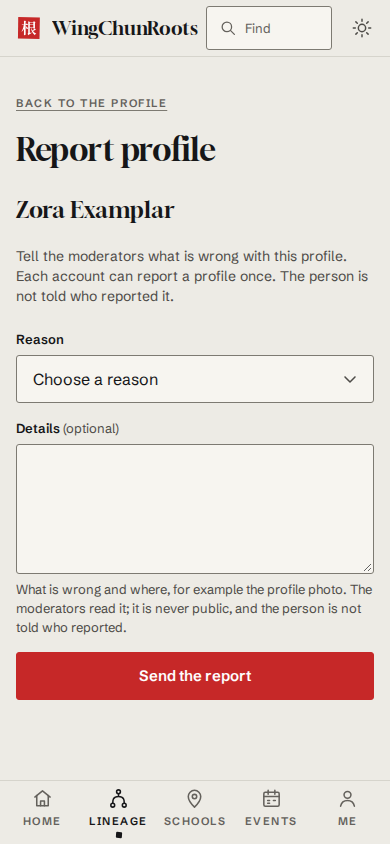 根 WingChunRoots Find
BACK TO THE PROFILE
Report profile
Zora Examplar
Tell the moderators what is wrong with this profile.
Each account can report a profile once. The person is
not told who reported it.
Reason
Choose a reason
Details (optional)
What is wrong and where, for example the profile photo. The
moderators read it; it is never public, and the person is not
told who reported.
Send the report
HOME LINEAGE SCHOOLS EVENTS ME